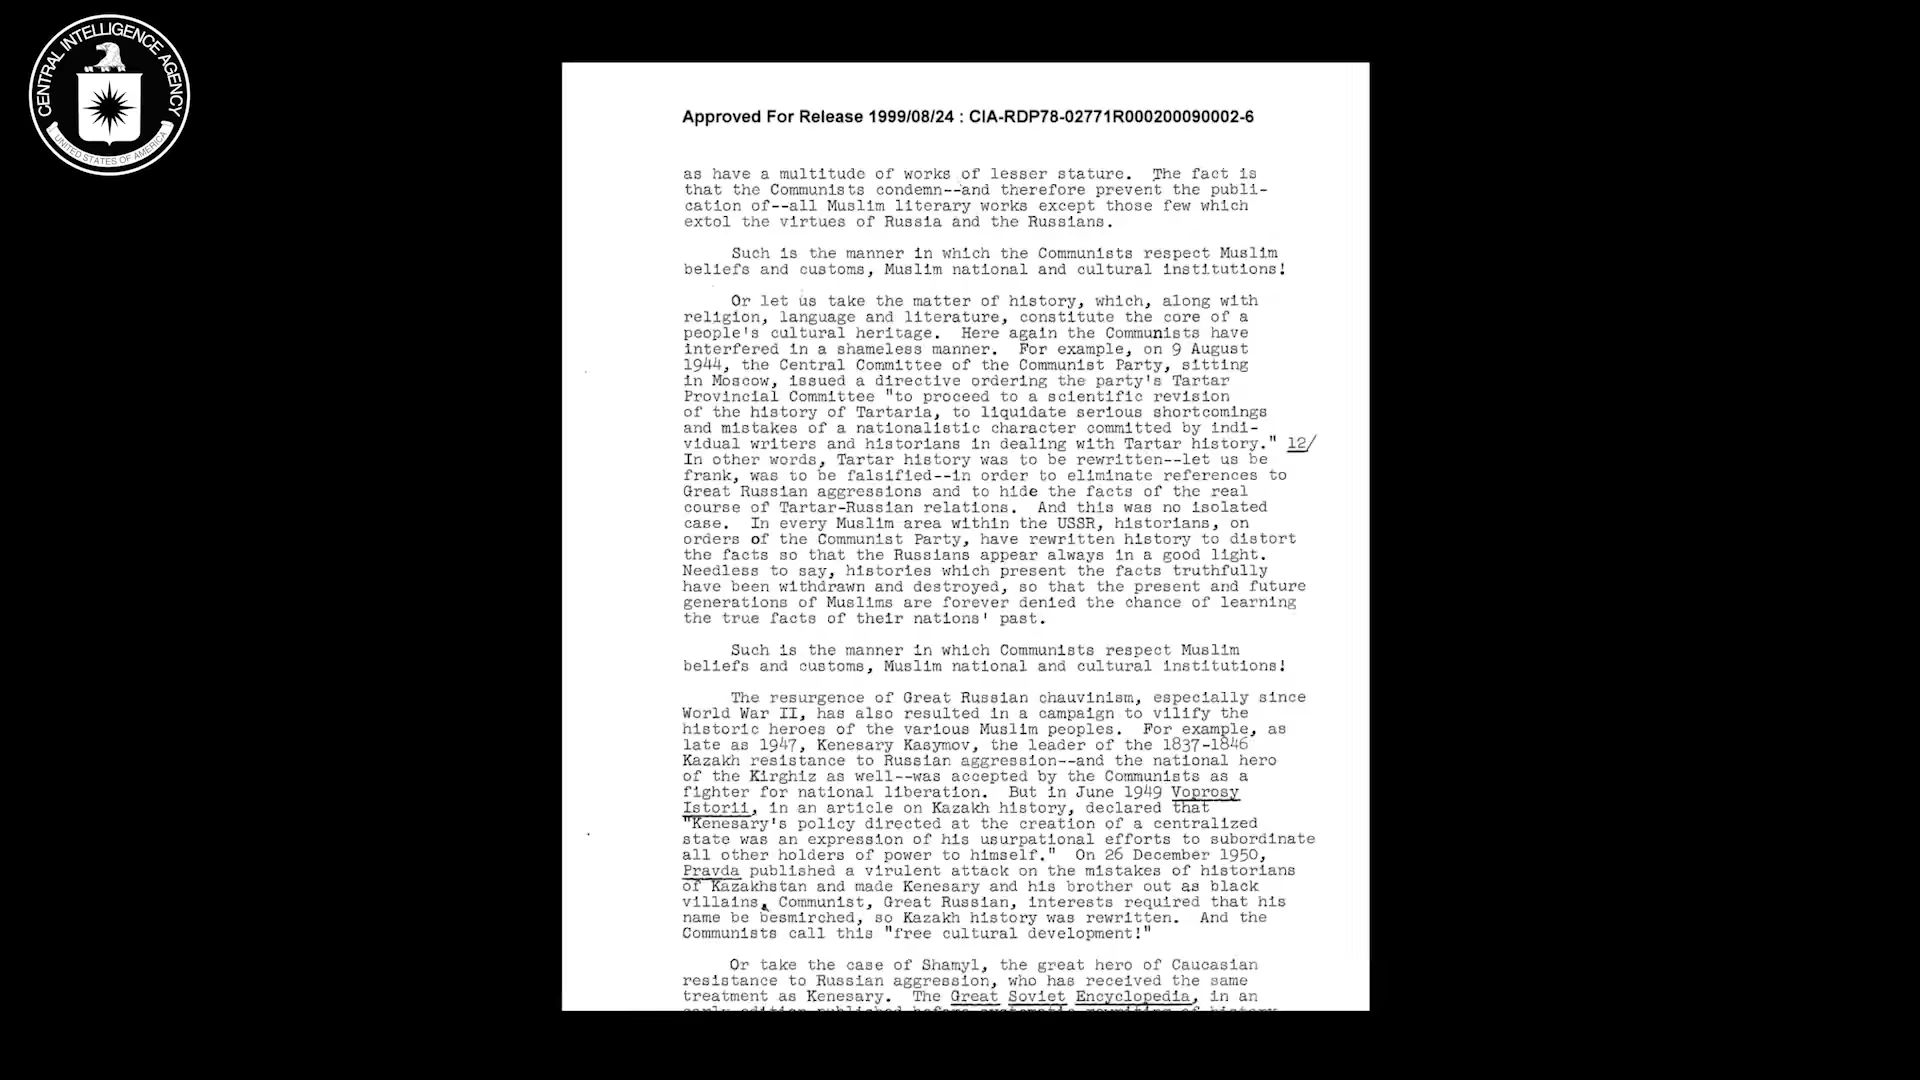 CENTRAL INTELLIGENCE AGENCY
UNITED STATES OF AMERICA
Approved For Release 1999/08/24 : CIA-RDP78-02771R000200090002-6
as have a multitude of works of lesser stature. The fact is
that the Communists condemn--and therefore prevent the publi-
cation of--all Muslim literary works except those few which
extol the virtues of Russia and the Russians.
Such is the manner in which the Communists respect Muslim
beliefs and customs, Muslim national and cultural institutions!
Or let us take the matter of history, which, along with
religion, language and literature, constitute the core of a
people's cultural heritage. Here again the Communists have
interfered in a shameless manner. For example, on 9 August
1944, the Central Committee of the Communist Party, sitting
in Moscow, issued a directive ordering the party's Tartar
Provincial Committee "to proceed to a scientific revision
of the history of Tartaria, to liquidate serious shortcomings
and mistakes of a nationalistic character committed by indi-
vidual writers and historians in dealing with Tartar history." 12/
In other words, Tartar history was to be rewritten--let us be
frank, was to be falsified--in order to eliminate references to
Great Russian aggressions and to hide the facts of the real
course of Tartar-Russian relations. And this was no isolated
case. In every Muslim area within the USSR, historians, on
orders of the Communist Party, have rewritten history to distort
the facts so that the Russians appear always in a good light.
Needless to say, histories which present the facts truthfully
have been withdrawn and destroyed, so that the present and future
generations of Muslims are forever denied the chance of learning
the true facts of their nations' past.
Such is the manner in which Communists respect Muslim
beliefs and customs, Muslim national and cultural institutions!
The resurgence of Great Russian chauvinism, especially since
World War II, has also resulted in a campaign to vilify the
historic heroes of the various Muslim peoples. For example, as
late as 1947, Kenesary Kasymov, the leader of the 1837-1846
Kazakh resistance to Russian aggression--and the national hero
of the Kirghiz as well--was accepted by the Communists as a
fighter for national liberation. But in June 1949 Voprosy
Istorii, in an article on Kazakh history, declared that
"Kenesary's policy directed at the creation of a centralized
state was an expression of his usurpational efforts to subordinate
all other holders of power to himself." On 26 December 1950,
Pravda published a virulent attack on the mistakes of historians
of Kazakhstan and made Kenesary and his brother out as black
villains. Communist, Great Russian, interests required that his
name be besmirched, so Kazakh history was rewritten. And the
Communists call this "free cultural development!"
Or take the case of Shamyl, the great hero of Caucasian
resistance to Russian aggression, who has received the same
treatment as Kenesary. The Great Soviet Encyclopedia, in an
early edition published before systematic rewriting of history